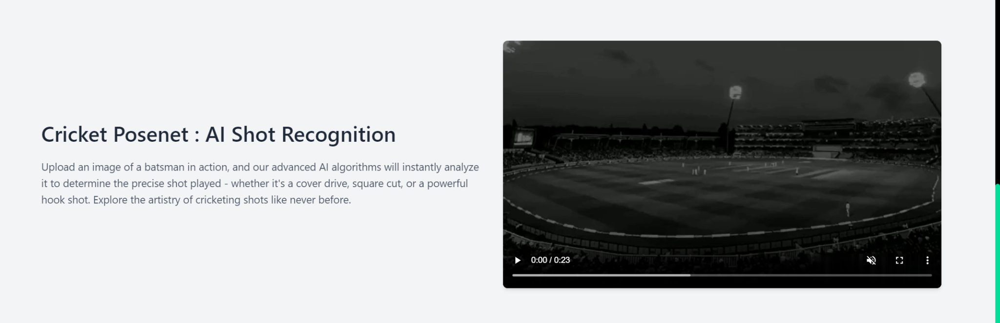 Cricket Posenet : AI Shot Recognition
Upload an image of a batsman in action, and our advanced AI algorithms will instantly analyze
it to determine the precise shot played - whether it's a cover drive, square cut, or a powerful
hook shot. Explore the artistry of cricketing shots like never before.
0:00 / 0:23